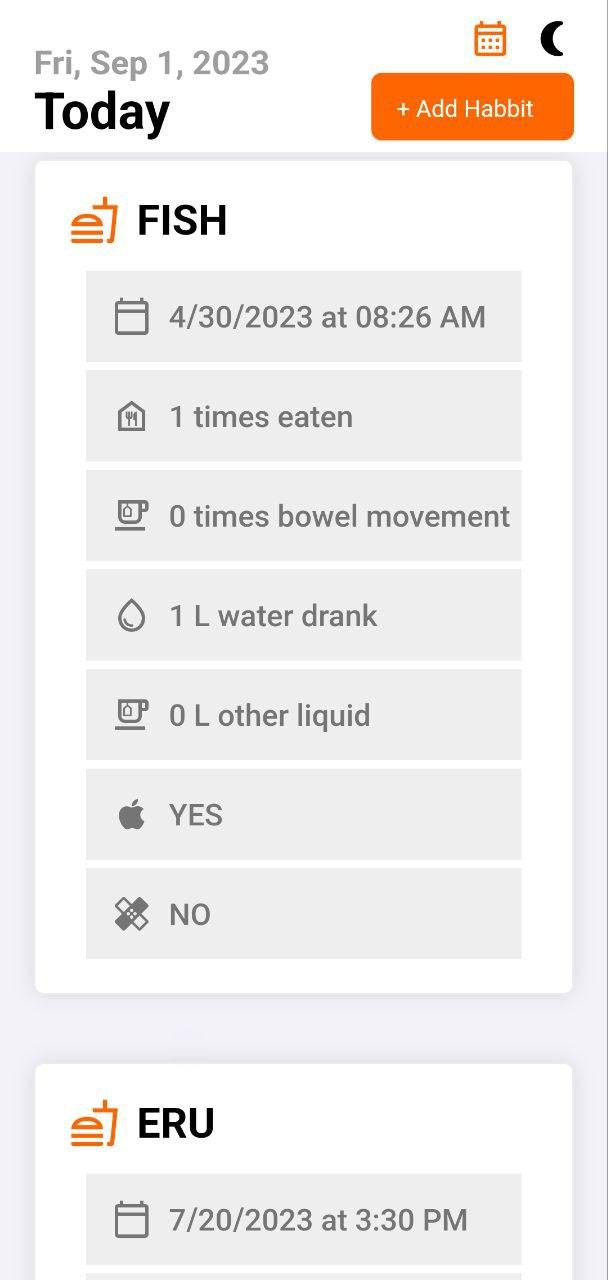 Fri, Sep 1, 2023
Today
+ Add Habbit
FISH
4/30/2023 at 08:26 AM
1 times eaten
0 times bowel movement
1 L water drank
0 L other liquid
YES
NO
ERU
7/20/2023 at 3:30 PM